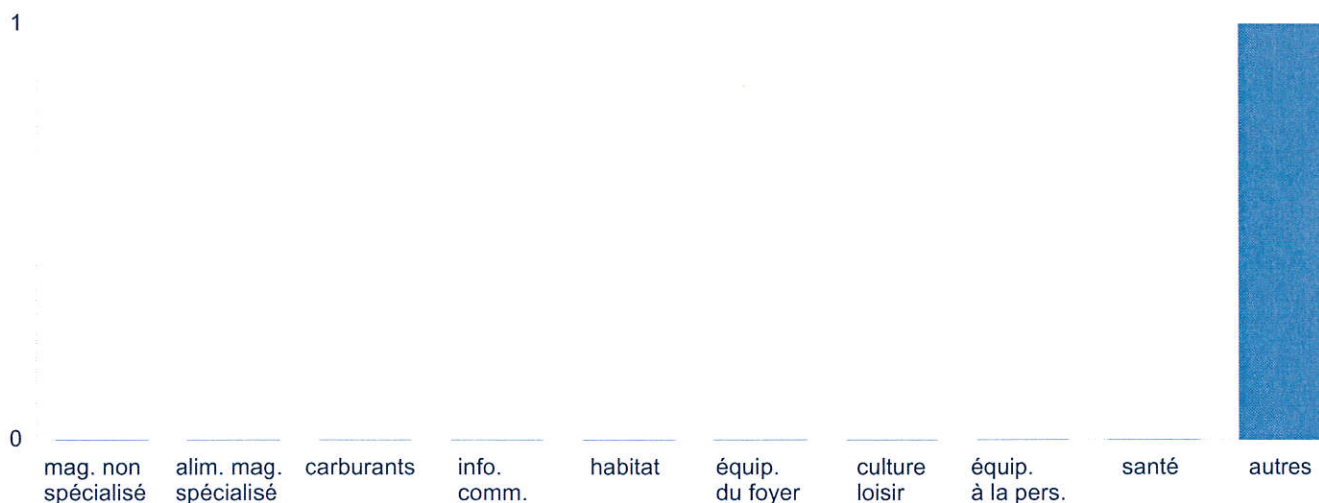 1
0
mag. non
spécialisé
alim. mag.
spécialisé
carburants
info.
comm.
habitat
équip.
du foyer
culture
loisir
équip.
à la pers.
santé
autres